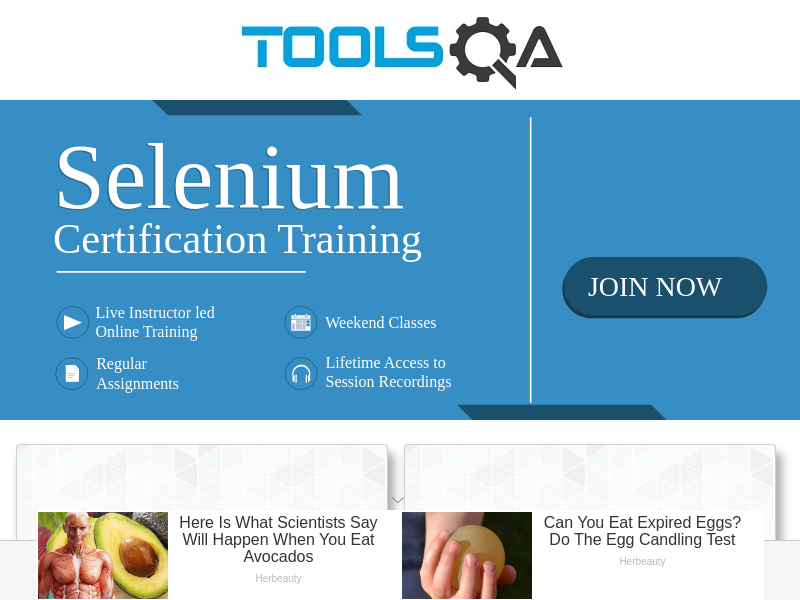 TOOLSQA
Selenium
Certification Training
Live Instructor led
Online Training
Weekend Classes
Regular
Assignments
Lifetime Access to
Session Recordings
JOIN NOW
Here Is What Scientists Say
Will Happen When You Eat
Avocados
Herbeauty
Can You Eat Expired Eggs?
Do The Egg Candling Test
Herbeauty